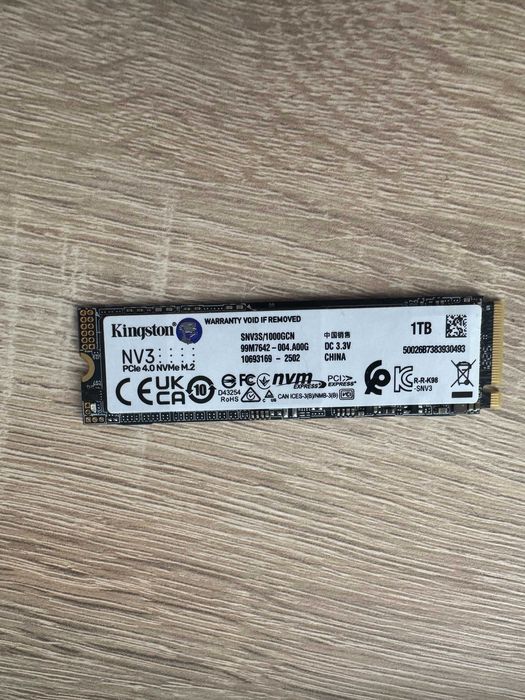 WARRANTY VOID IF REMOVED
Kingston
NV3
PCIe 4.0 NVMe M.2
SNV3S/1000GCN
99M7642-004.A00G
10693169 - 2502
中国销售
DC 3.3V
CHINA
1TB
50026B7383930493
CE UK CA
10
FC
nvm EXPRESS
PCI EXPRESS
D43254
RoHS
CAN ICES-3(B)/NMB-3(B)
R-R-K98
-SNV3